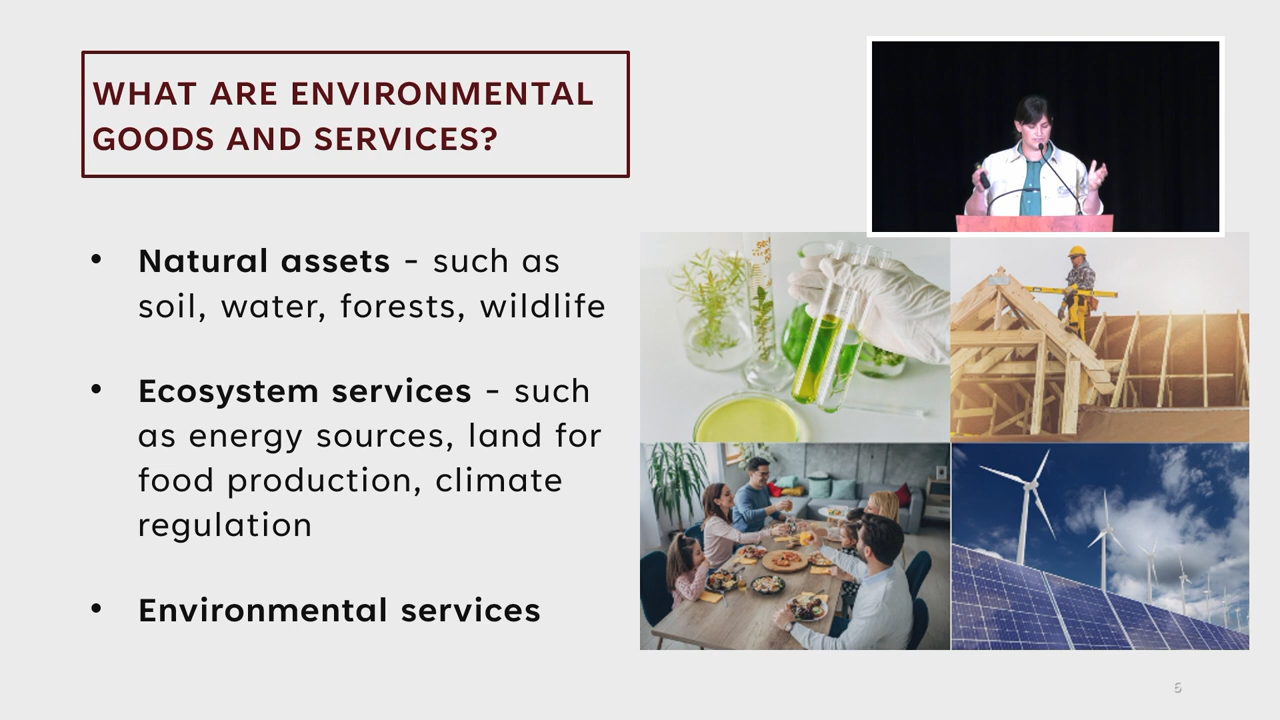 WHAT ARE ENVIRONMENTAL
GOODS AND SERVICES?
• Natural assets - such as
soil, water, forests, wildlife
• Ecosystem services - such
as energy sources, land for
food production, climate
regulation
• Environmental services
6